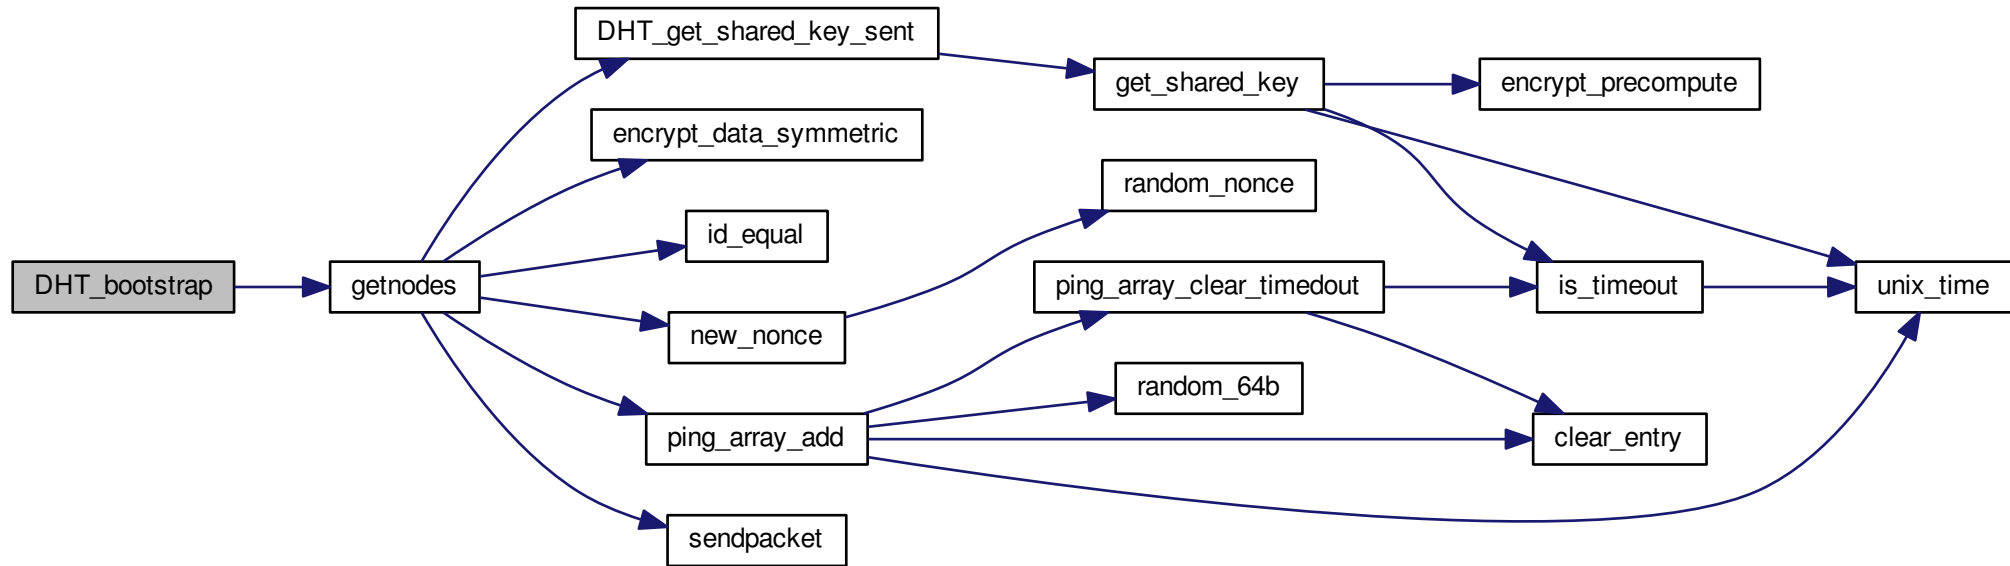 DHT_get_shared_key_sent
get_shared_key
encrypt_precompute
encrypt_data_symmetric
random_nonce
id_equal
DHT_bootstrap
getnodes
ping_array_clear_timedout
is_timeout
unix_time
new_nonce
random_64b
ping_array_add
clear_entry
sendpacket